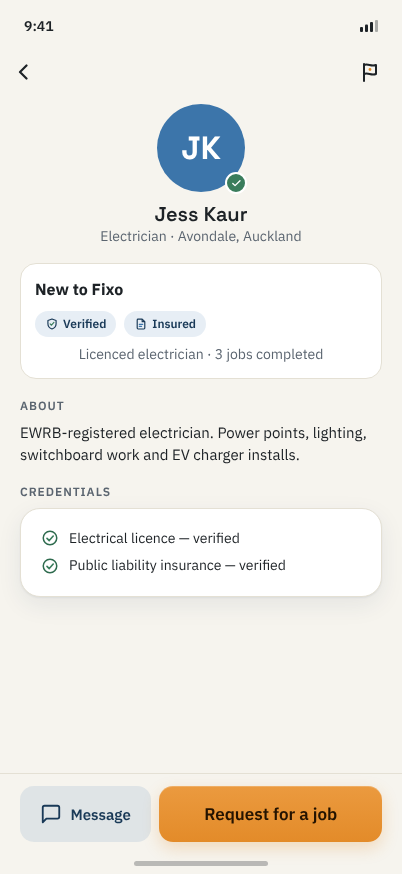 9:41
JK
Jess Kaur
Electrician · Avondale, Auckland
New to Fixo
Verified
Insured
Licenced electrician · 3 jobs completed
ABOUT
EWRB-registered electrician. Power points, lighting,
switchboard work and EV charger installs.
CREDENTIALS
Electrical licence — verified
Public liability insurance — verified
Message
Request for a job